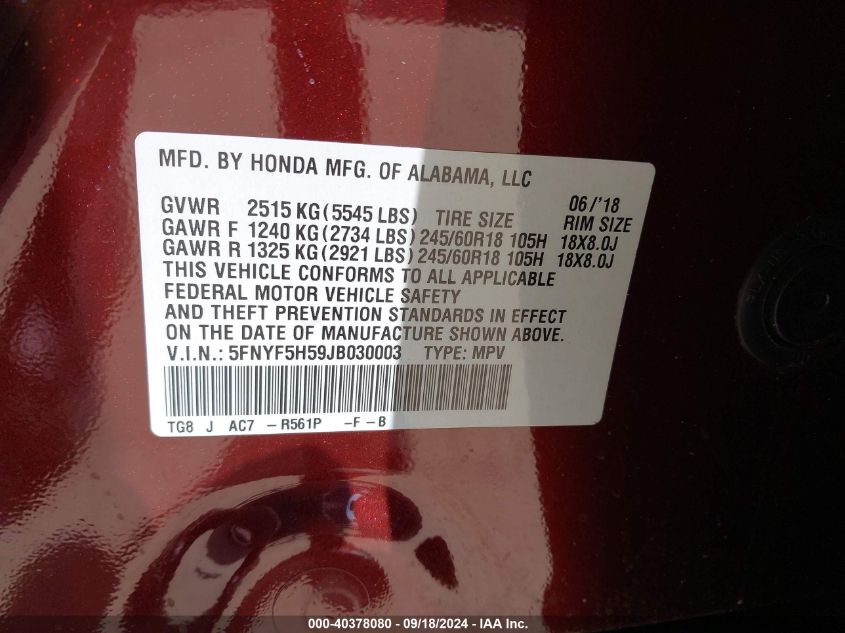 MFD. BY HONDA MFG. OF ALABAMA, LLC
06/'18
GVWR 2515 KG (5545 LBS) TIRE SIZE RIM SIZE
GAWR F 1240 KG (2734 LBS) 245/60R18 105H 18X8.0J
GAWR R 1325 KG (2921 LBS) 245/60R18 105H 18X8.0J
THIS VEHICLE CONFORMS TO ALL APPLICABLE
FEDERAL MOTOR VEHICLE SAFETY
AND THEFT PREVENTION STANDARDS IN EFFECT
ON THE DATE OF MANUFACTURE SHOWN ABOVE.
V.I.N.: 5FNYF5H59JB030003 TYPE: MPV
TG8 J AC7 -R561P -F-B
000-40378080 - 09/18/2024 - IAA Inc.